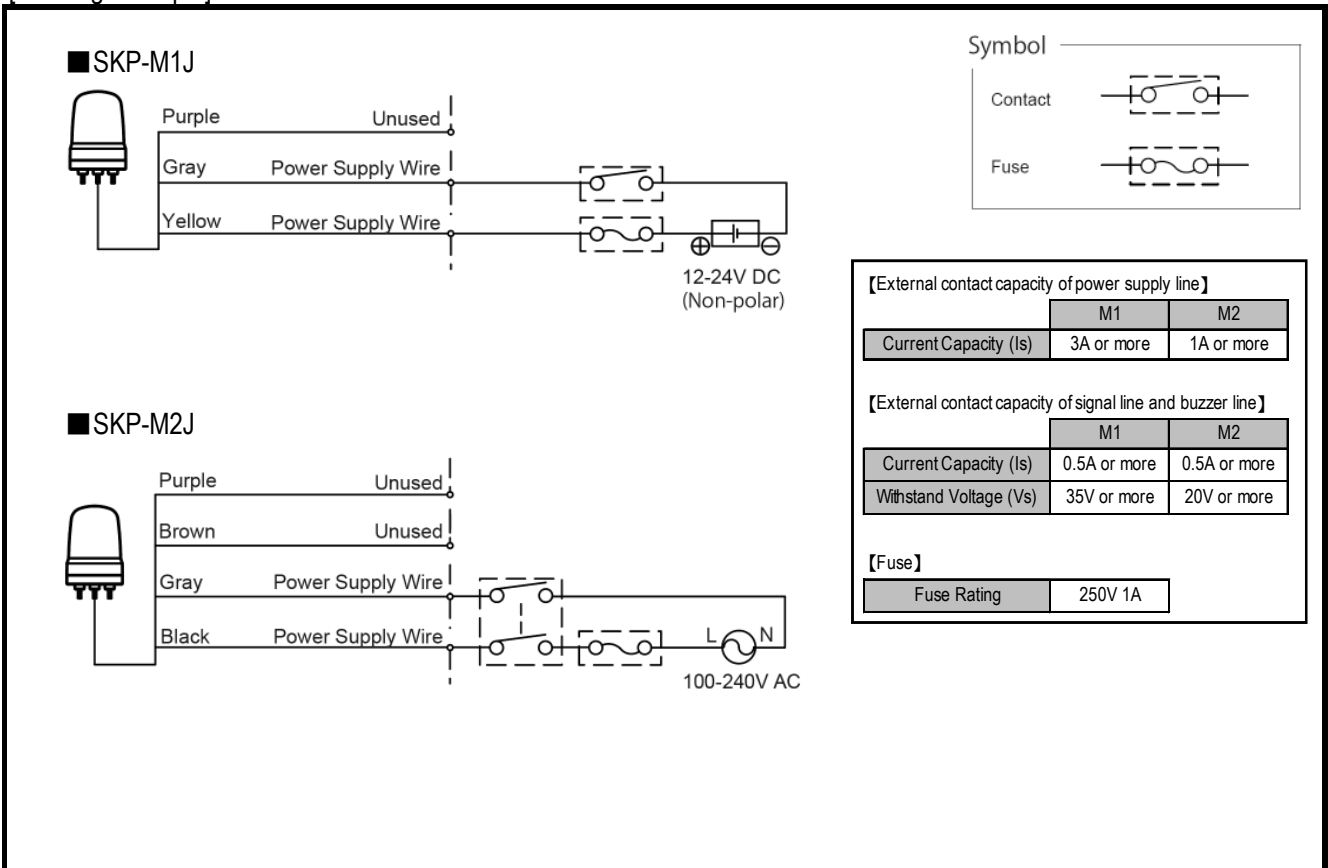 ■SKP-M1J
Purple Unused
Gray Power Supply Wire
Yellow Power Supply Wire
⊕ ⊖
12-24V DC
(Non-polar)
■SKP-M2J
Purple Unused
Brown Unused
Gray Power Supply Wire
Black Power Supply Wire
L N
100-240V AC
Symbol
Contact
Fuse
【External contact capacity of power supply line】
M1 M2
Current Capacity (Is) 3A or more 1A or more
【External contact capacity of signal line and buzzer line】
M1 M2
Current Capacity (Is) 0.5A or more 0.5A or more
Withstand Voltage (Vs) 35V or more 20V or more
【Fuse】
Fuse Rating 250V 1A